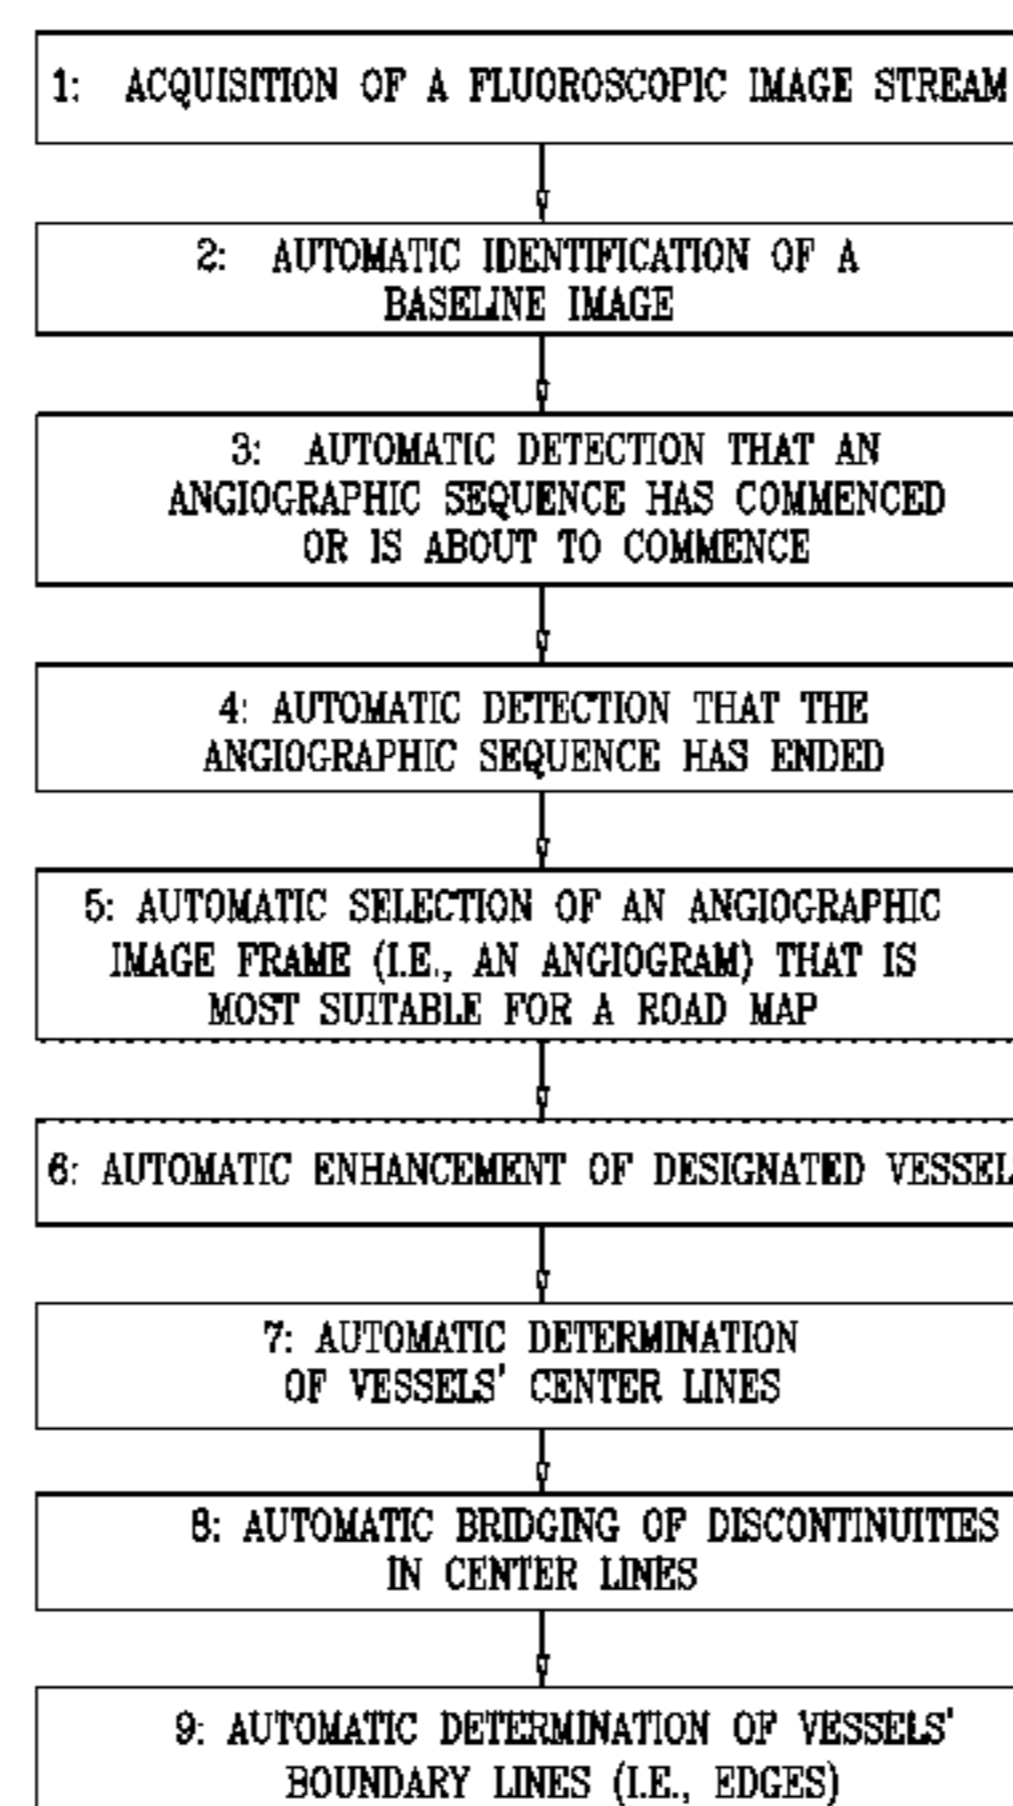 1: ACQUISITION OF A FLUOROSCOPIC IMAGE STREAM
2: AUTOMATIC IDENTIFICATION OF A
BASELINE IMAGE
3: AUTOMATIC DETECTION THAT AN
ANGIOGRAPHIC SEQUENCE HAS COMMENCED
OR IS ABOUT TO COMMENCE
4: AUTOMATIC DETECTION THAT THE
ANGIOGRAPHIC SEQUENCE HAS ENDED
5: AUTOMATIC SELECTION OF AN ANGIOGRAPHIC
IMAGE FRAME (I.E., AN ANGIOGRAM) THAT IS
MOST SUITABLE FOR A ROAD MAP
6: AUTOMATIC ENHANCEMENT OF DESIGNATED VESSEL
7: AUTOMATIC DETERMINATION
OF VESSELS' CENTER LINES
8: AUTOMATIC BRIDGING OF DISCONTINUITIES
IN CENTER LINES
9: AUTOMATIC DETERMINATION OF VESSELS'
BOUNDARY LINES (I.E., EDGES)